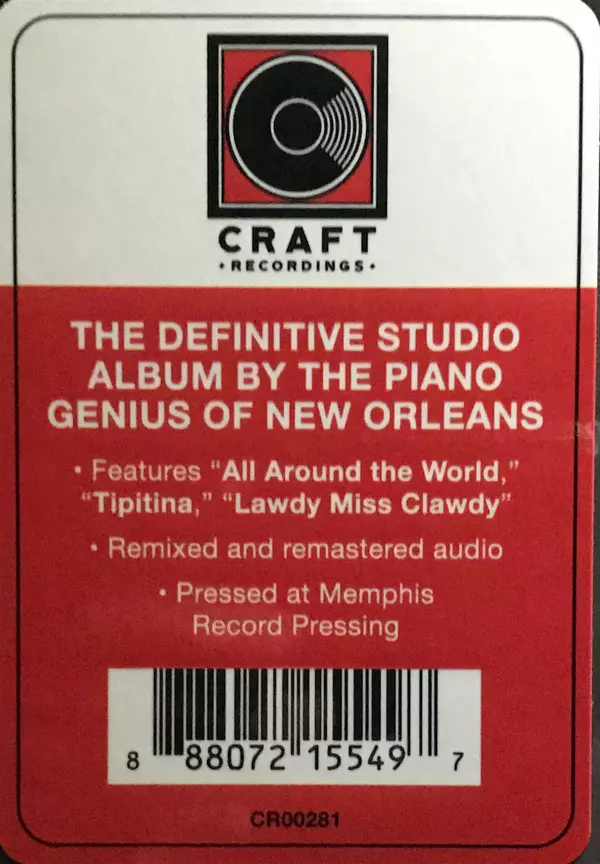 CRAFT
• RECORDINGS •
THE DEFINITIVE STUDIO
ALBUM BY THE PIANO
GENIUS OF NEW ORLEANS
• Features “All Around the World,”
“Tipitina,” “Lawdy Miss Clawdy”
• Remixed and remastered audio
• Pressed at Memphis
Record Pressing
8 88072 15549 7
CR00281